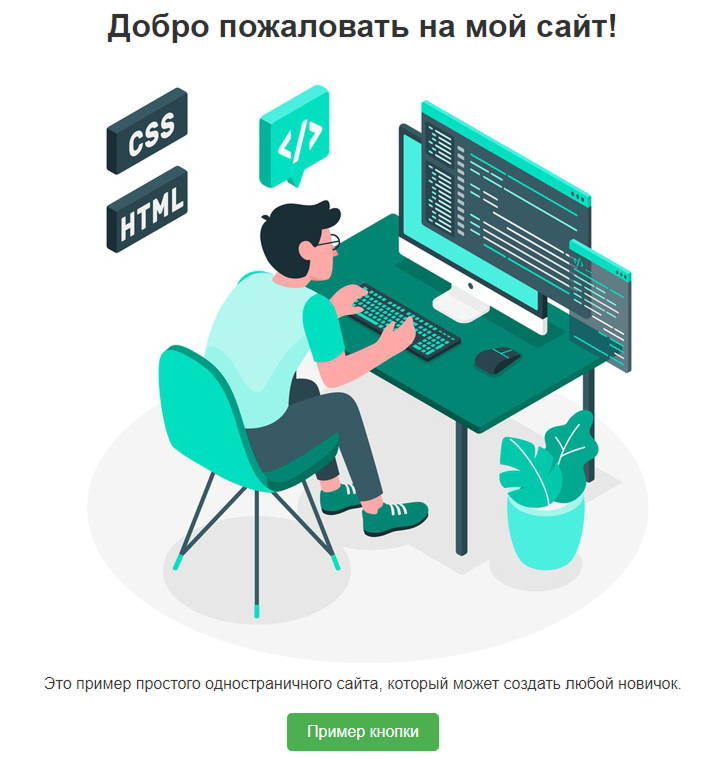 Добро пожаловать на мой сайт!
CSS
</>
HTML
</>
Это пример простого одностраничного сайта, который может создать любой новичок.
Пример кнопки